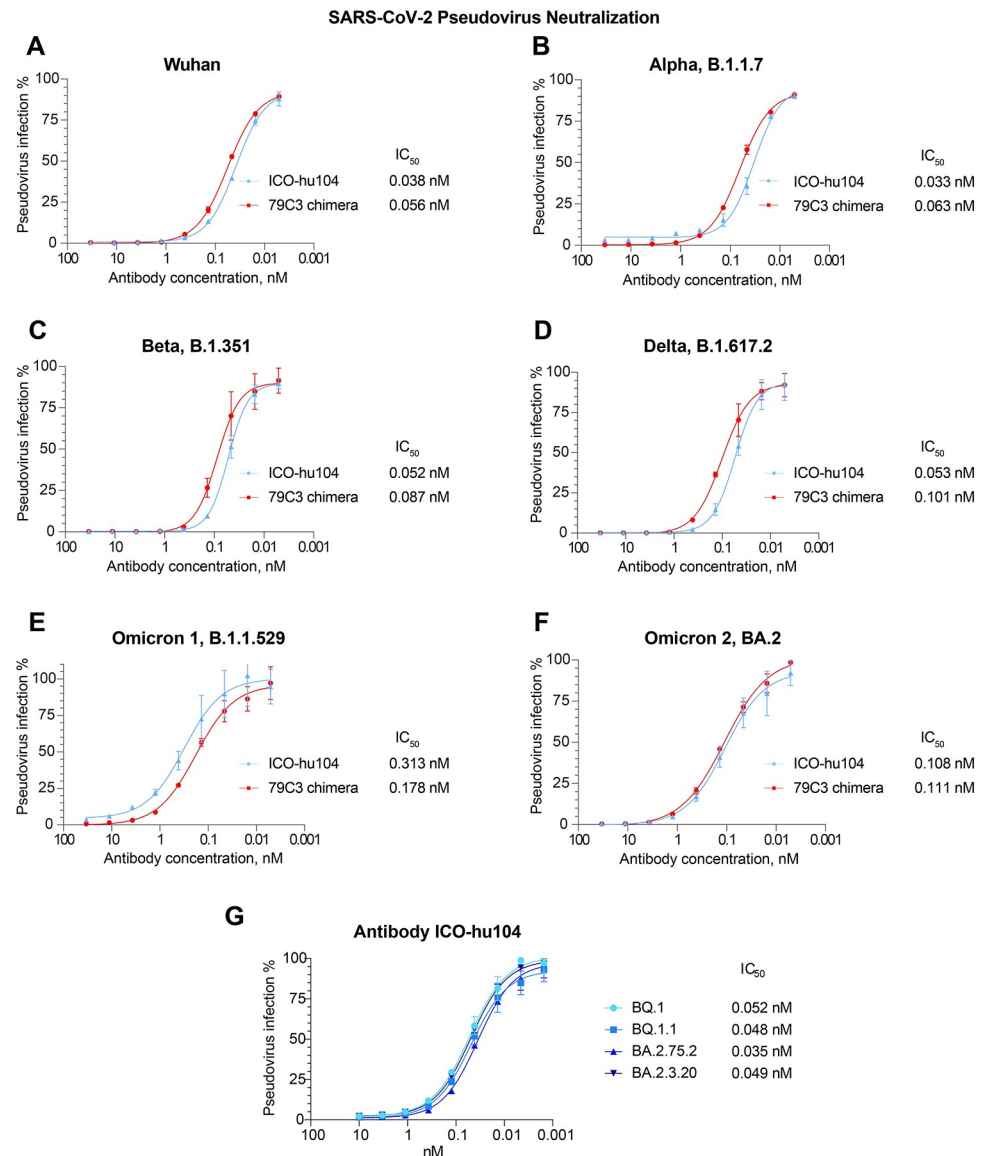 SARS-CoV-2 Pseudovirus Neutralization
A
Wuhan
Pseudovirus infection %
100
75
50
25
0
100 10 1 0.1 0.01 0.001
Antibody concentration, nM
IC50
ICO-hu104 0.038 nM
79C3 chimera 0.056 nM
B
Alpha, B.1.1.7
Pseudovirus infection %
100
75
50
25
0
100 10 1 0.1 0.01 0.001
Antibody concentration, nM
IC50
ICO-hu104 0.033 nM
79C3 chimera 0.063 nM
C
Beta, B.1.351
Pseudovirus infection %
100
75
50
25
0
100 10 1 0.1 0.01 0.001
Antibody concentration, nM
IC50
ICO-hu104 0.052 nM
79C3 chimera 0.087 nM
D
Delta, B.1.617.2
Pseudovirus infection %
100
75
50
25
0
100 10 1 0.1 0.01 0.001
Antibody concentration, nM
IC50
ICO-hu104 0.053 nM
79C3 chimera 0.101 nM
E
Omicron 1, B.1.1.529
Pseudovirus infection %
100
75
50
25
0
100 10 1 0.1 0.01 0.001
Antibody concentration, nM
IC50
ICO-hu104 0.313 nM
79C3 chimera 0.178 nM
F
Omicron 2, BA.2
Pseudovirus infection %
100
75
50
25
0
100 10 1 0.1 0.01 0.001
Antibody concentration, nM
IC50
ICO-hu104 0.108 nM
79C3 chimera 0.111 nM
G
Antibody ICO-hu104
Pseudovirus infection %
100
75
50
25
0
100 10 1 0.1 0.01 0.001
nM
IC50
BQ.1 0.052 nM
BQ.1.1 0.048 nM
BA.2.75.2 0.035 nM
BA.2.3.20 0.049 nM